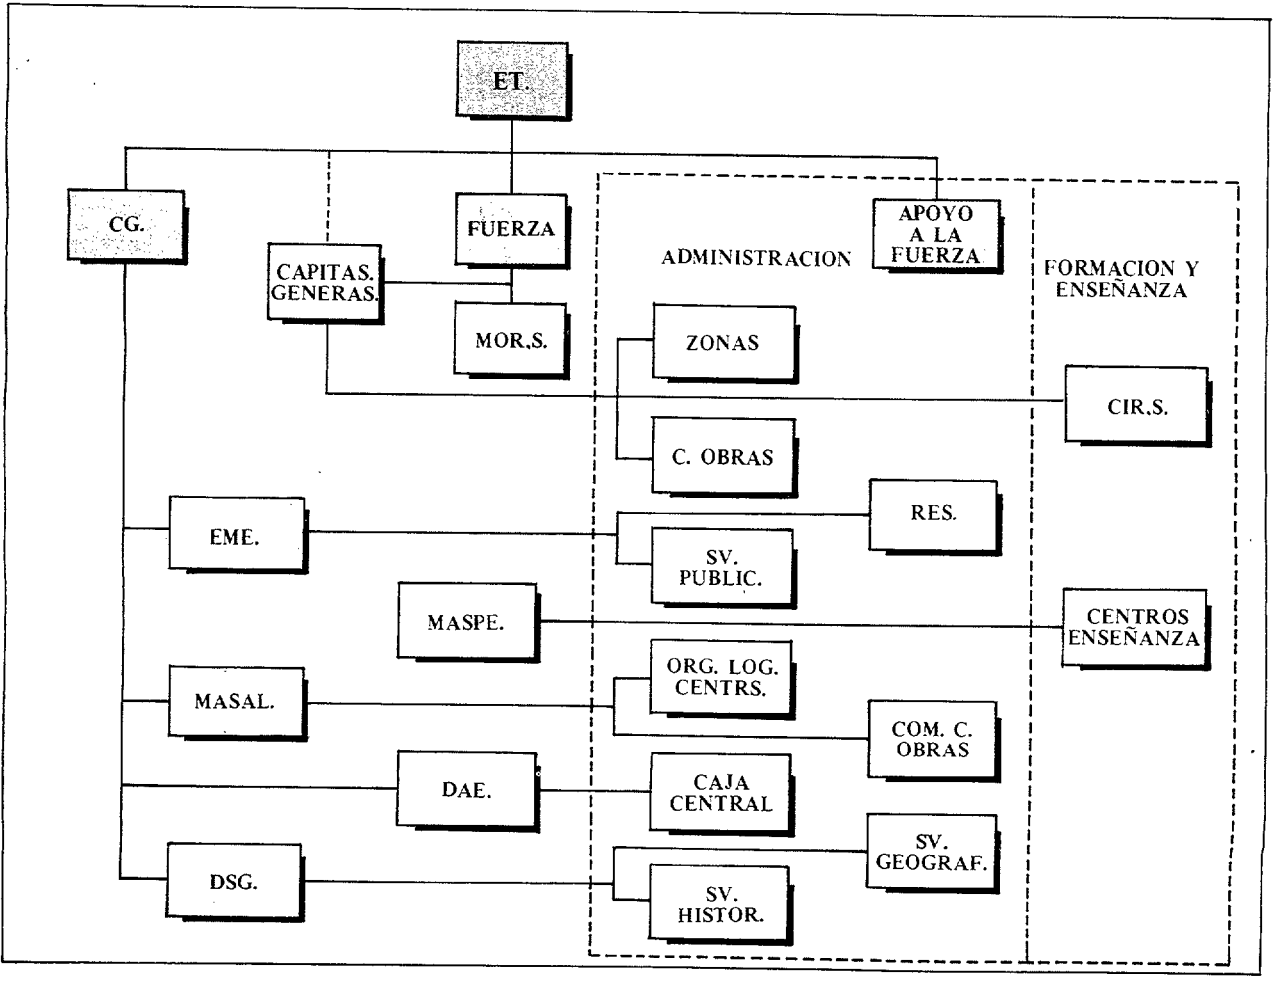 ET.
CG.
FUERZA
APOYO
A LA
FUERZA
CAPITAS.
GENERAS.
ADMINISTRACION
FORMACION Y
ENSEÑANZA
MOR,S.
ZONAS
CIR,S.
C. OBRAS
EME.
RES.
SV.
PUBLIC.
MASPE.
CENTROS
ENSEÑANZA
MASAL.
ORG. LOG.
CENTRS.
COM. C.
OBRAS
DAE.
CAJA
CENTRAL
SV.
GEOGRAF.
DSG.
SV.
HISTOR.